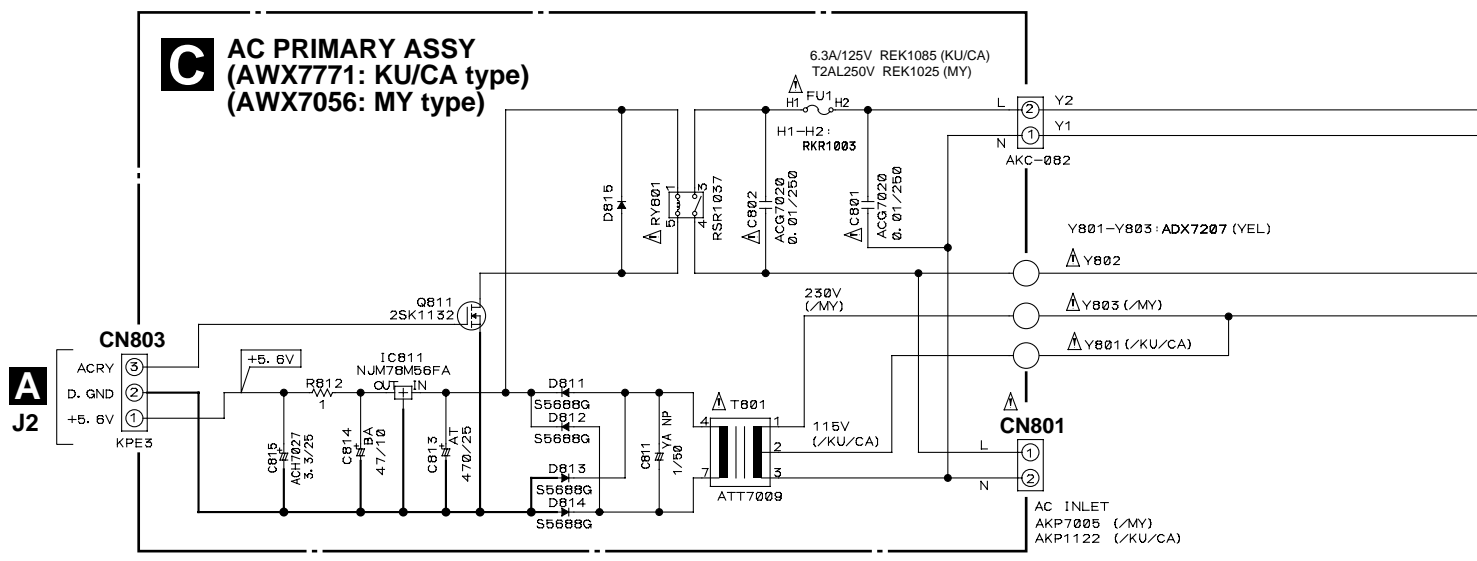 C
AC PRIMARY ASSY
(AWX7771: KU/CA type)
(AWX7056: MY type)
6.3A/125V REK1085 (KU/CA)
T2AL250V REK1025 (MY)
FU1
H1 H2
H1-H2:
RKR1003
L
2
Y2
N
1
Y1
AKC-082
D815
RY801
1
5
3
4
RSR1037
C802
ACG7020
0.01/250
C801
ACG7020
0.01/250
Y801-Y803: ADX7207 (YEL)
Y802
230V
(/MY)
Y803 (/MY)
Y801 (/KU/CA)
Q811
2SK1132
CN803
A
J2
ACRY
3
D. GND
2
+5.6V
1
KPE3
+5.6V
R812
1
IC811
NJM78M56FA
OUT IN
C815
ACH7027
3.3/25
C814
BA
47/10
C813
AT
470/25
D811
S5688G
D812
S5688G
D813
S5688G
D814
S5688G
C811
YA NP
1/50
T801
4
7
1
2
3
ATT7009
115V
(/KU/CA)
CN801
L
1
N
2
AC INLET
AKP7005 (/MY)
AKP1122 (/KU/CA)